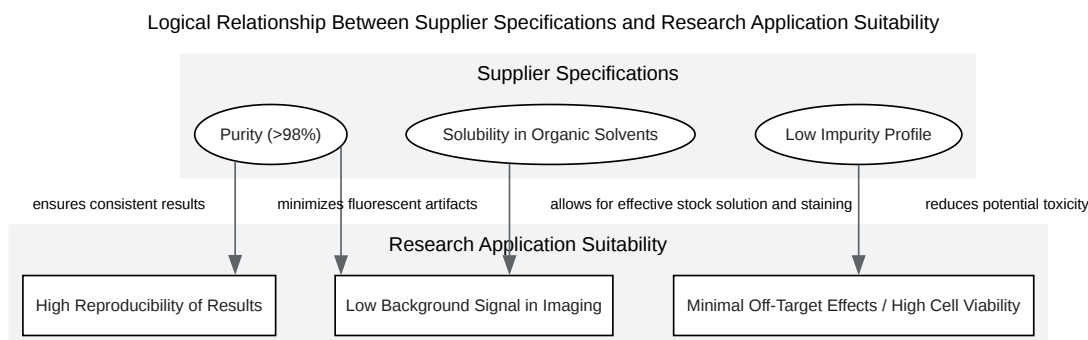 Logical Relationship Between Supplier Specifications and Research Application Suitability
Supplier Specifications
Purity (>98%)
Solubility in Organic Solvents
Low Impurity Profile
ensures consistent results
minimizes fluorescent artifacts
allows for effective stock solution and staining
reduces potential toxicity
Research Application Suitability
High Reproducibility of Results
Low Background Signal in Imaging
Minimal Off-Target Effects / High Cell Viability